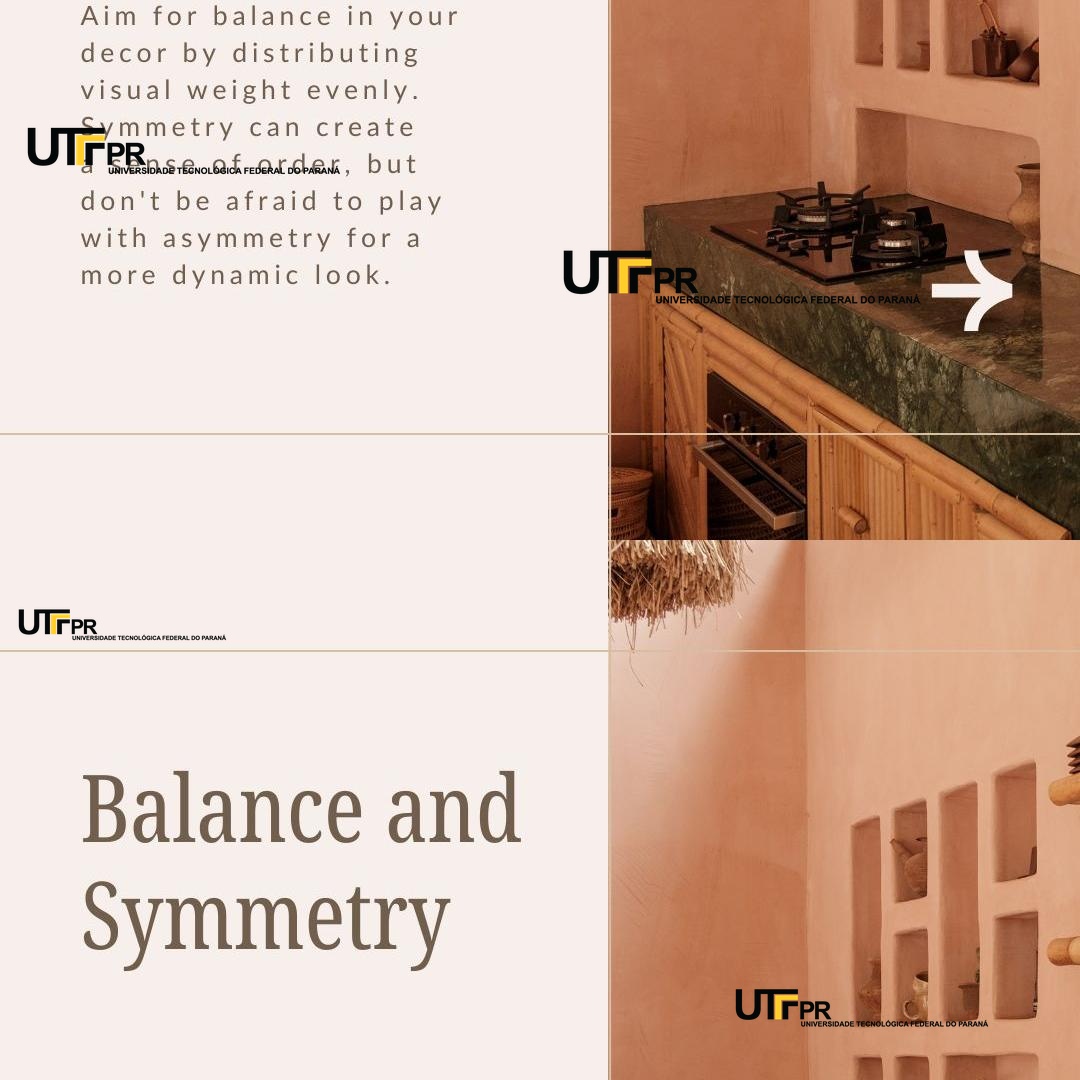 Aim for balance in your
decor by distributing
visual weight evenly.
Symmetry can create
a sense of order, but
don't be afraid to play
with asymmetry for a
more dynamic look.
UTFPR
UNIVERSIDADE TECNOLÓGICA FEDERAL DO PARANÁ
UTFPR
UNIVERSIDADE TECNOLÓGICA FEDERAL DO PARANÁ
UTFPR
UNIVERSIDADE TECNOLÓGICA FEDERAL DO PARANÁ
Balance and
Symmetry
UTFPR
UNIVERSIDADE TECNOLÓGICA FEDERAL DO PARANÁ